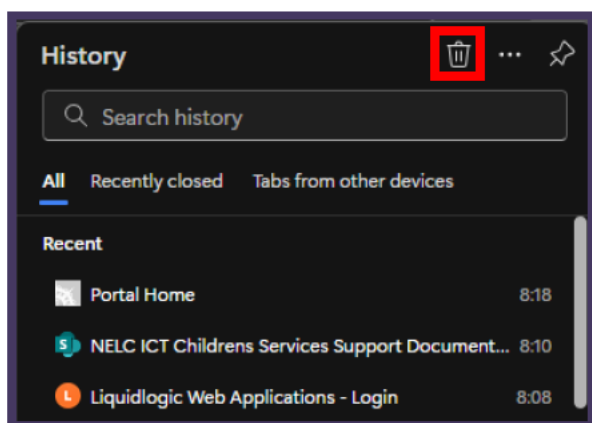 History
Search history
All Recently closed Tabs from other devices
Recent
Portal Home 8:18
S NELC ICT Childrens Services Support Document... 8:10
L Liquidlogic Web Applications - Login 8:08